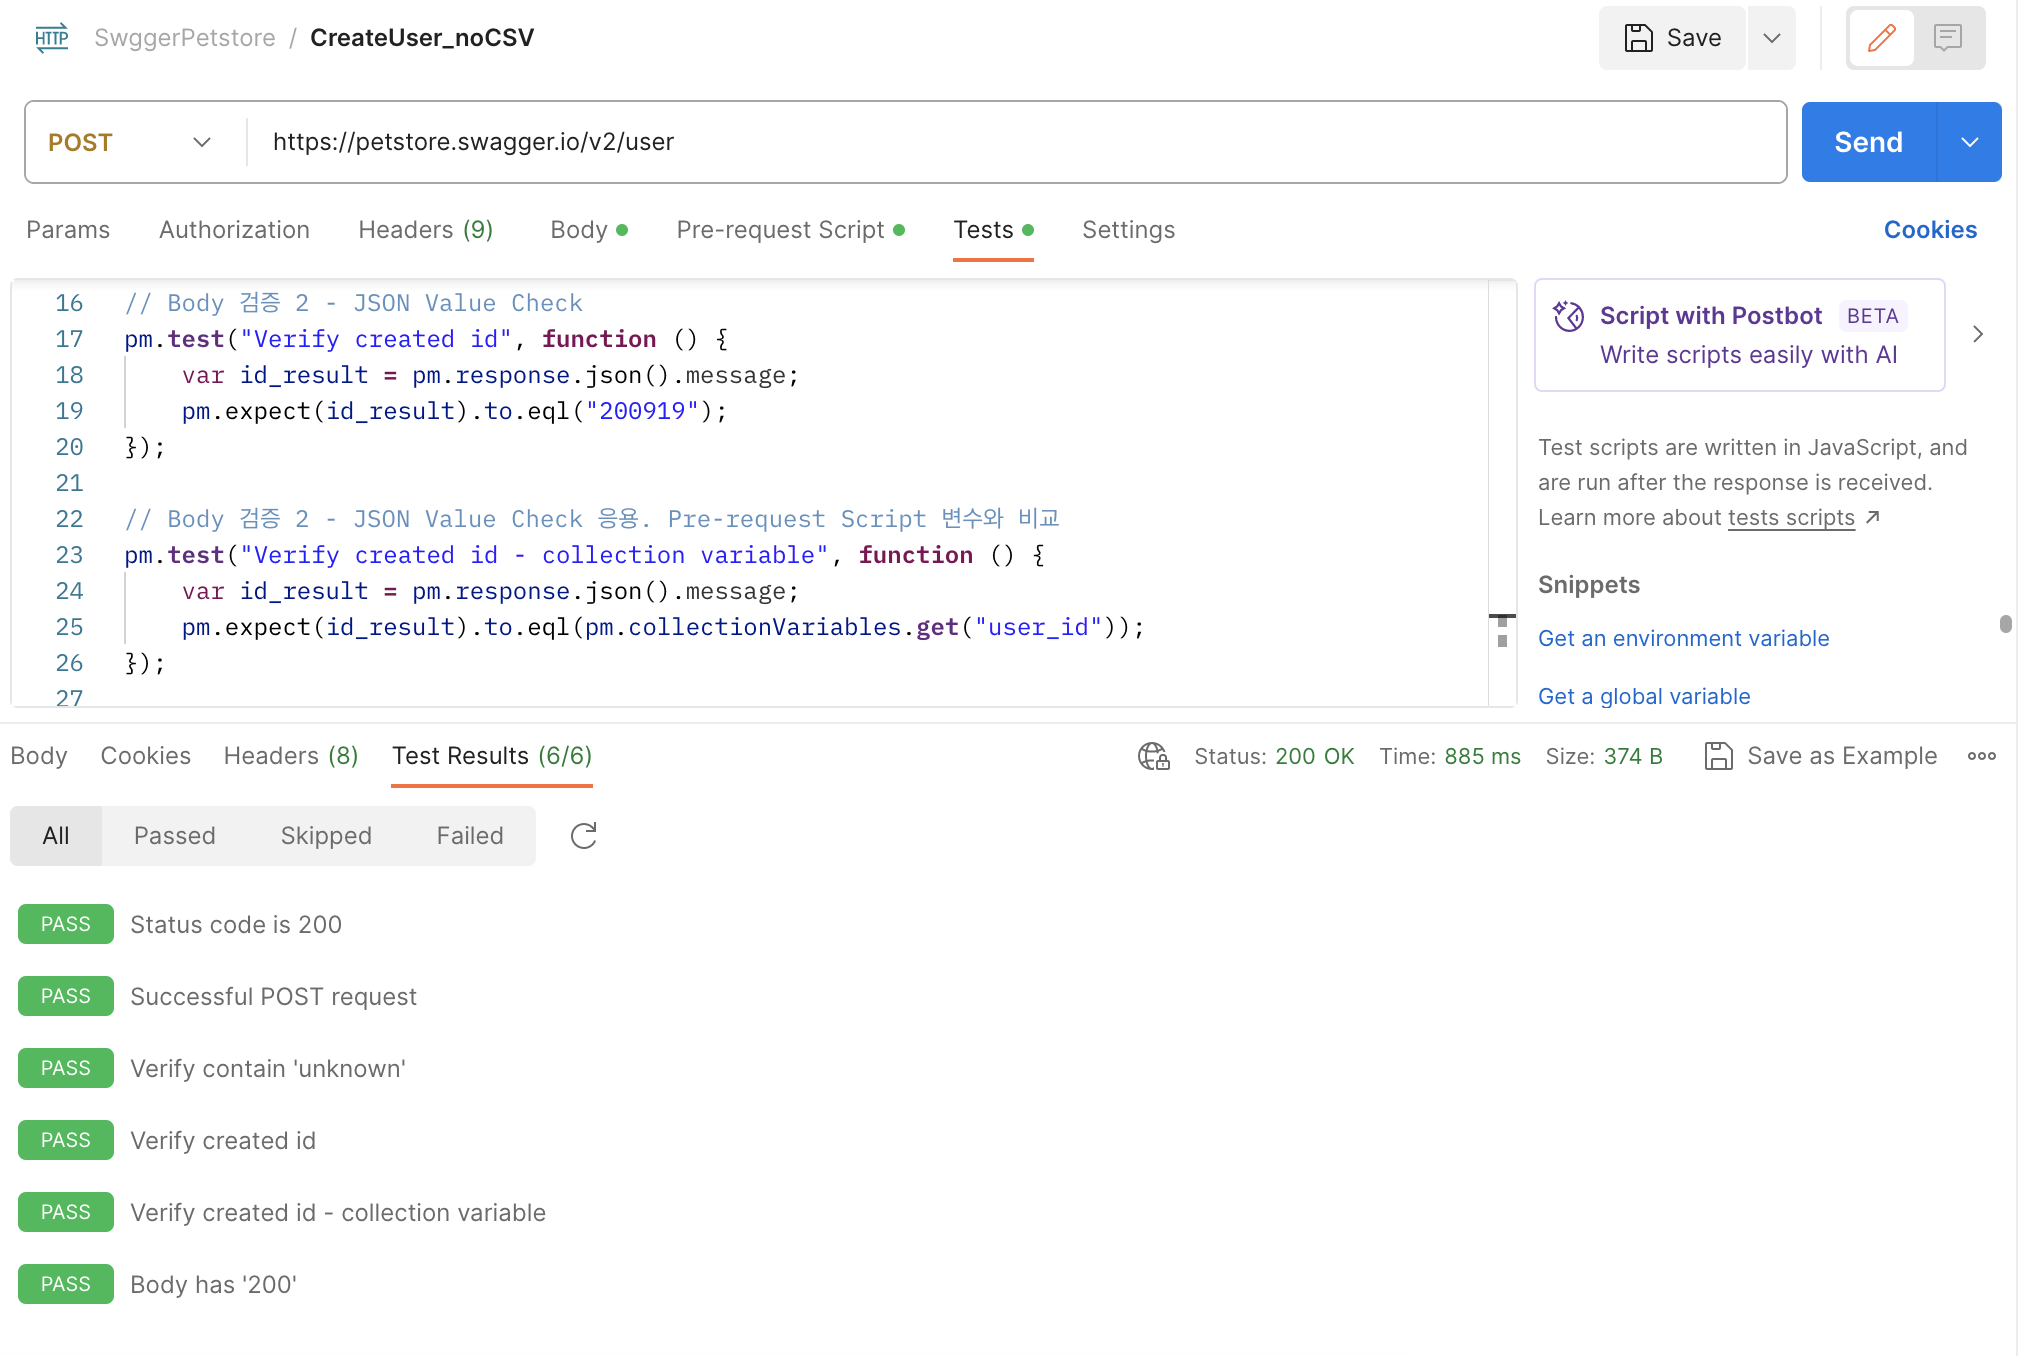 HTTP SwggerPetstore / CreateUser_noCSV Save
POST https://petstore.swagger.io/v2/user Send
Params Authorization Headers (9) Body Pre-request Script Tests Settings Cookies
16 // Body 검증 2 - JSON Value Check
17 pm.test("Verify created id", function () {
18 var id_result = pm.response.json().message;
19 pm.expect(id_result).to.eql("200919");
20 });
21
22 // Body 검증 2 - JSON Value Check 응용. Pre-request Script 변수와 비교
23 pm.test("Verify created id - collection variable", function () {
24 var id_result = pm.response.json().message;
25 pm.expect(id_result).to.eql(pm.collectionVariables.get("user_id"));
26 });
27
Script with Postbot BETA
Write scripts easily with AI
Test scripts are written in JavaScript, and
are run after the response is received.
Learn more about tests scripts
Snippets
Get an environment variable
Get a global variable
Body Cookies Headers (8) Test Results (6/6) Status: 200 OK Time: 885 ms Size: 374 B Save as Example
All Passed Skipped Failed
PASS Status code is 200
PASS Successful POST request
PASS Verify contain 'unknown'
PASS Verify created id
PASS Verify created id - collection variable
PASS Body has '200'